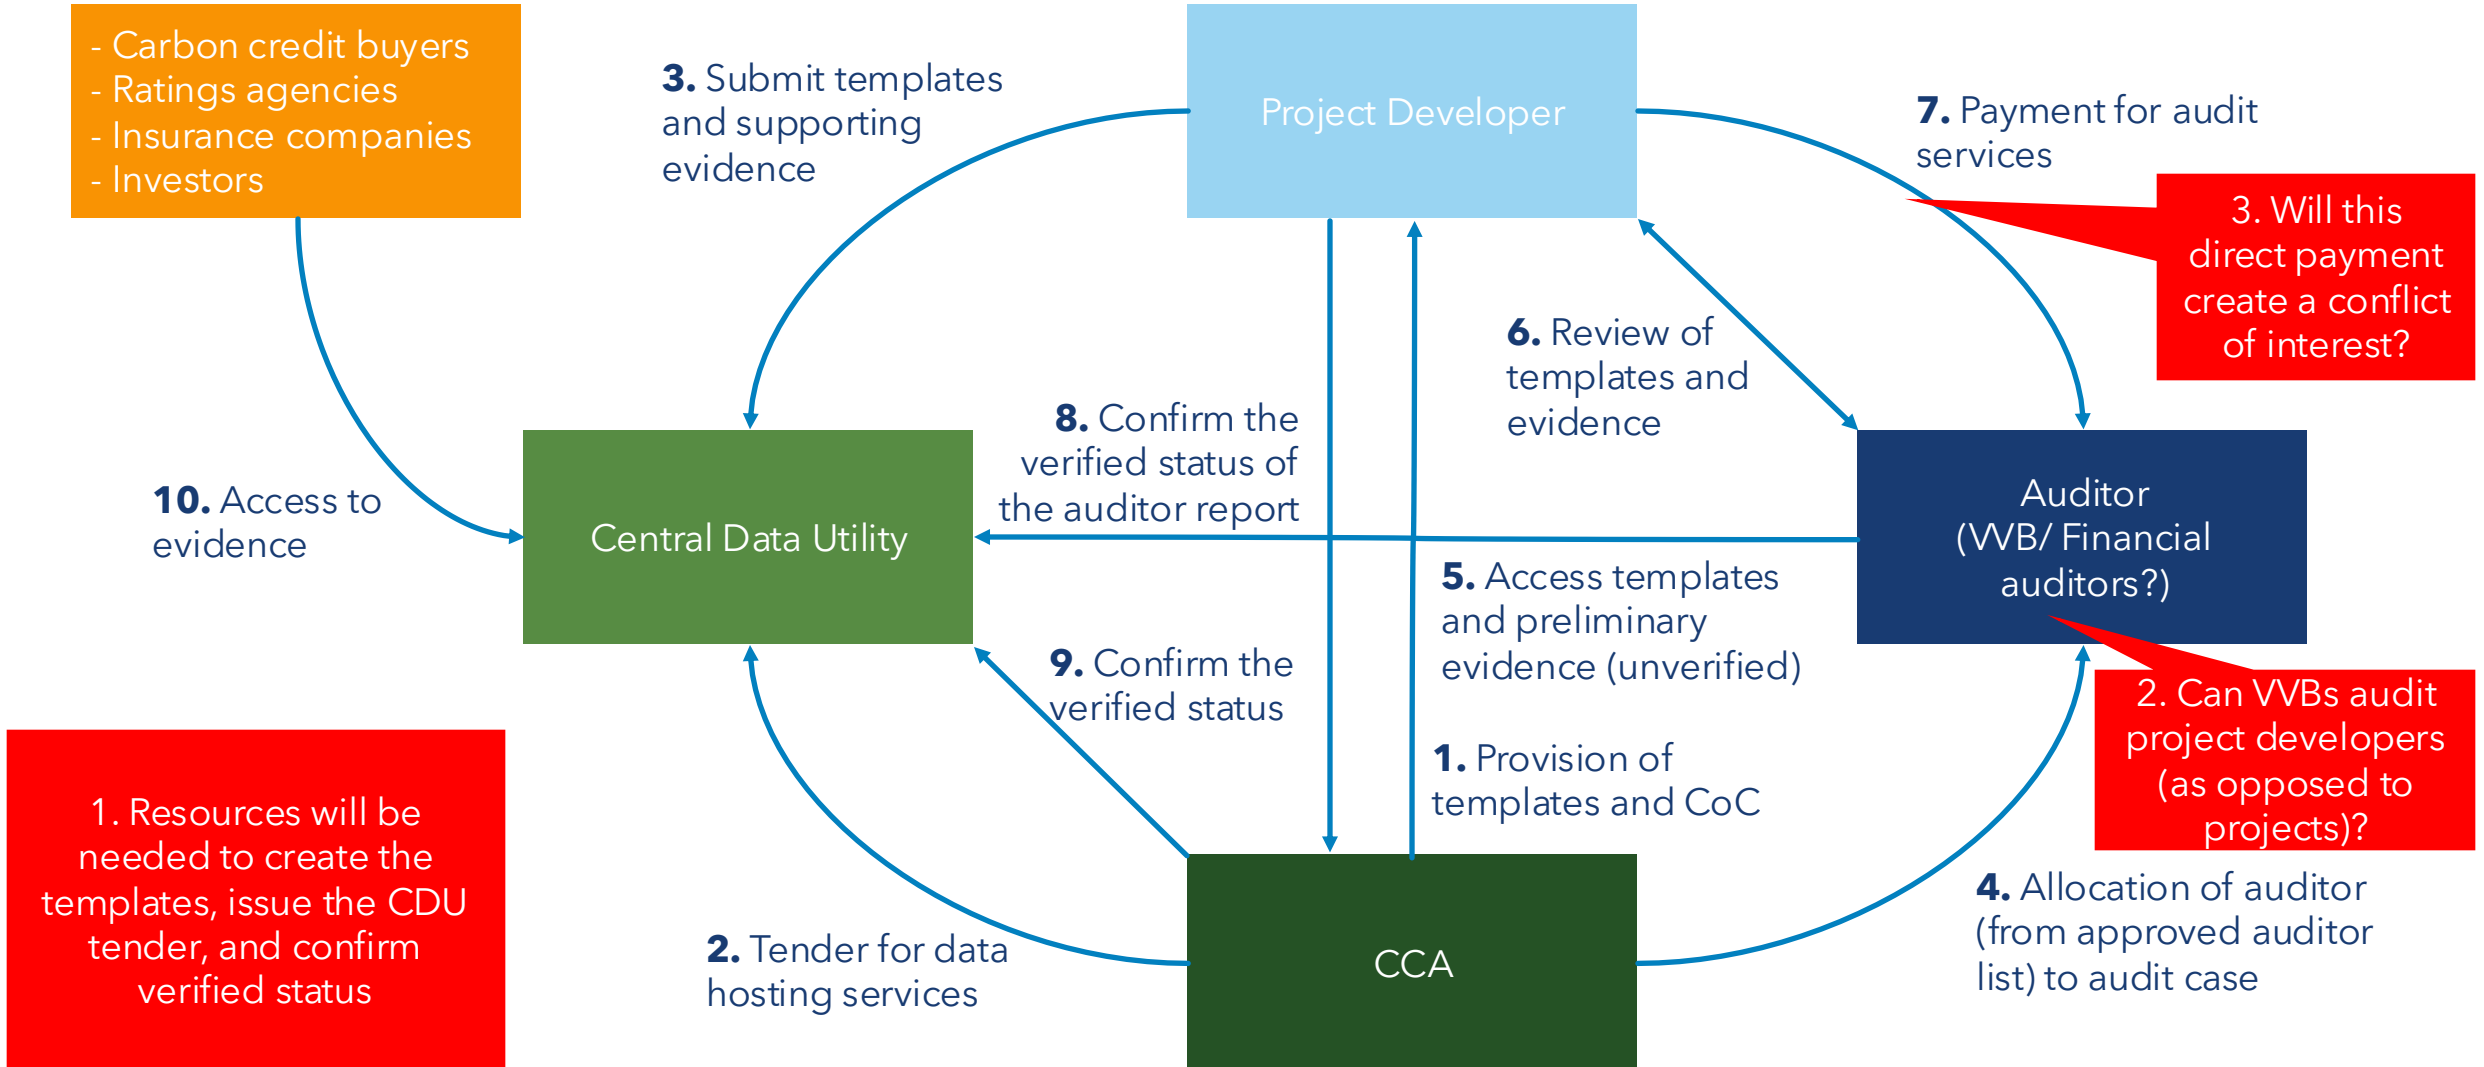 - Carbon credit buyers
- Ratings agencies
- Insurance companies
- Investors
3. Submit templates
and supporting
evidence
Project Developer
7. Payment for audit
services
3. Will this
direct payment
create a conflict
of interest?
6. Review of
templates and
evidence
8. Confirm the
verified status of
the auditor report
10. Access to
evidence
Central Data Utility
Auditor
(VVB/ Financial
auditors?)
5. Access templates
and preliminary
evidence (unverified)
9. Confirm the
verified status
2. Can VVBs audit
project developers
(as opposed to
projects)?
1. Provision of
templates and CoC
1. Resources will be
needed to create the
templates, issue the CDU
tender, and confirm
verified status
2. Tender for data
hosting services
CCA
4. Allocation of auditor
(from approved auditor
list) to audit case